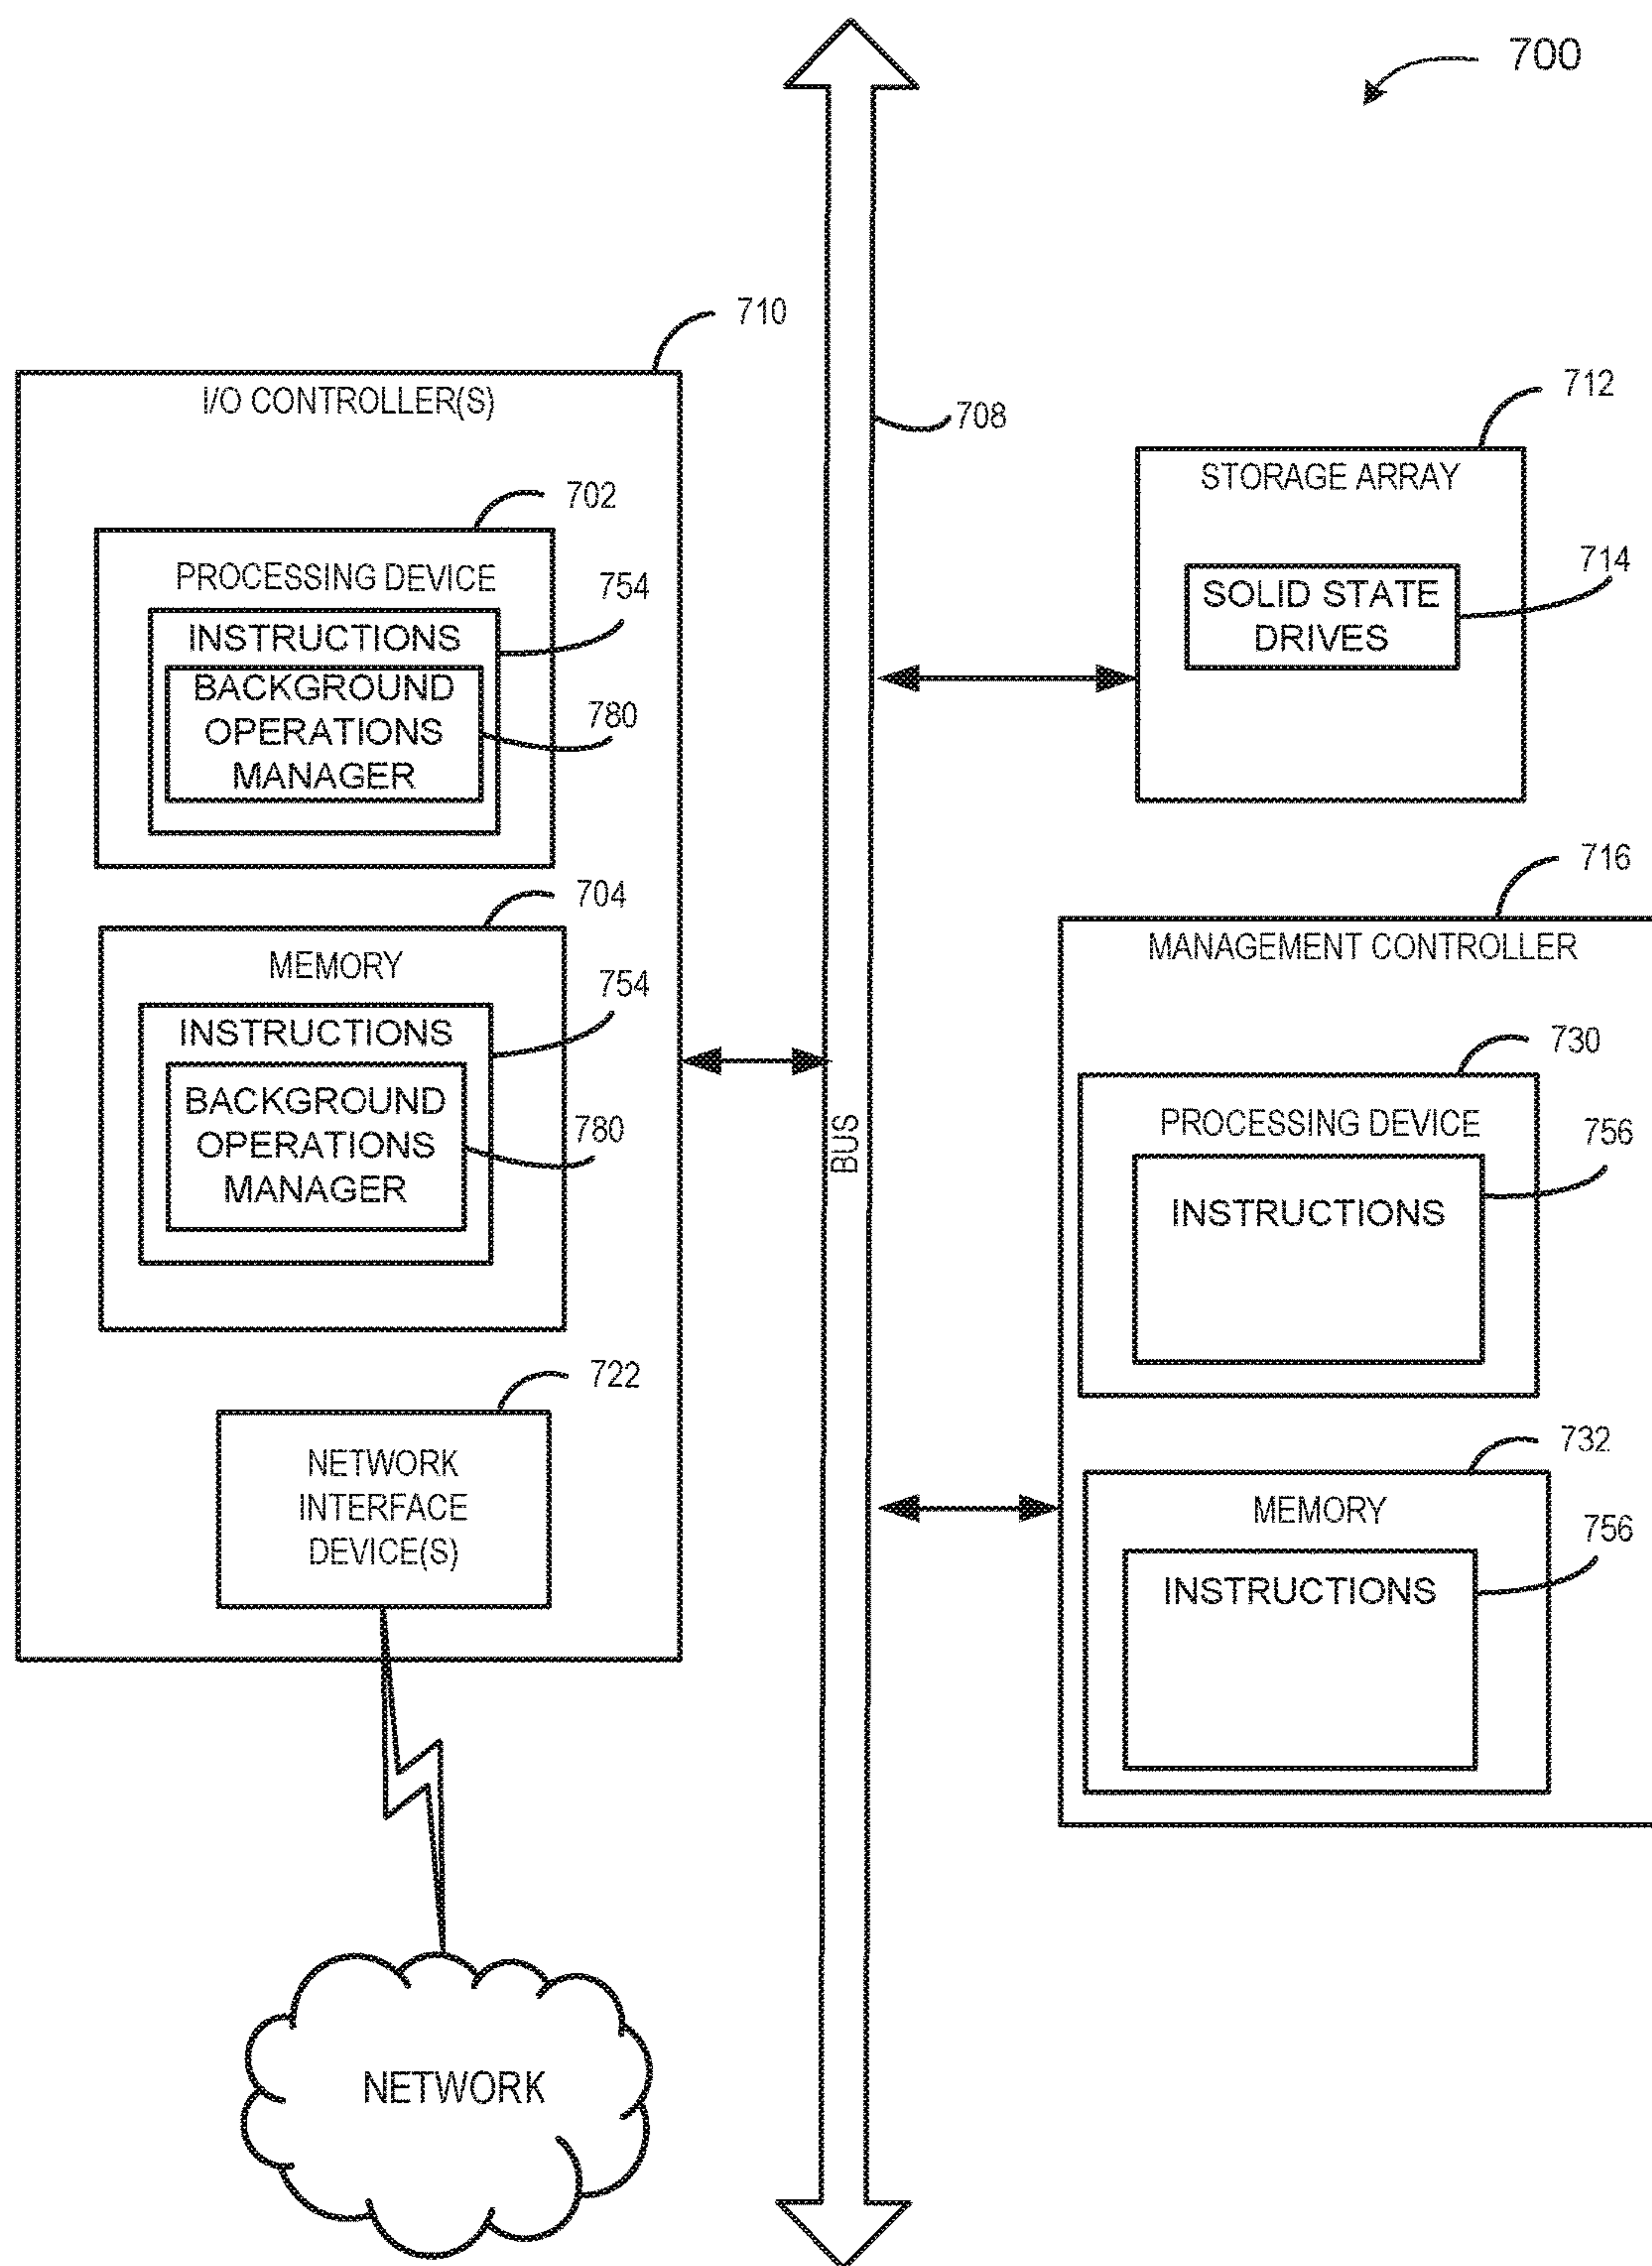 700
710
I/O CONTROLLER(S)
702
PROCESSING DEVICE
754
INSTRUCTIONS
BACKGROUND
OPERATIONS
MANAGER
780
704
MEMORY
754
INSTRUCTIONS
BACKGROUND
OPERATIONS
MANAGER
780
722
NETWORK
INTERFACE
DEVICE(S)
NETWORK
708
BUS
712
STORAGE ARRAY
714
SOLID STATE
DRIVES
716
MANAGEMENT CONTROLLER
730
PROCESSING DEVICE
756
INSTRUCTIONS
732
MEMORY
756
INSTRUCTIONS